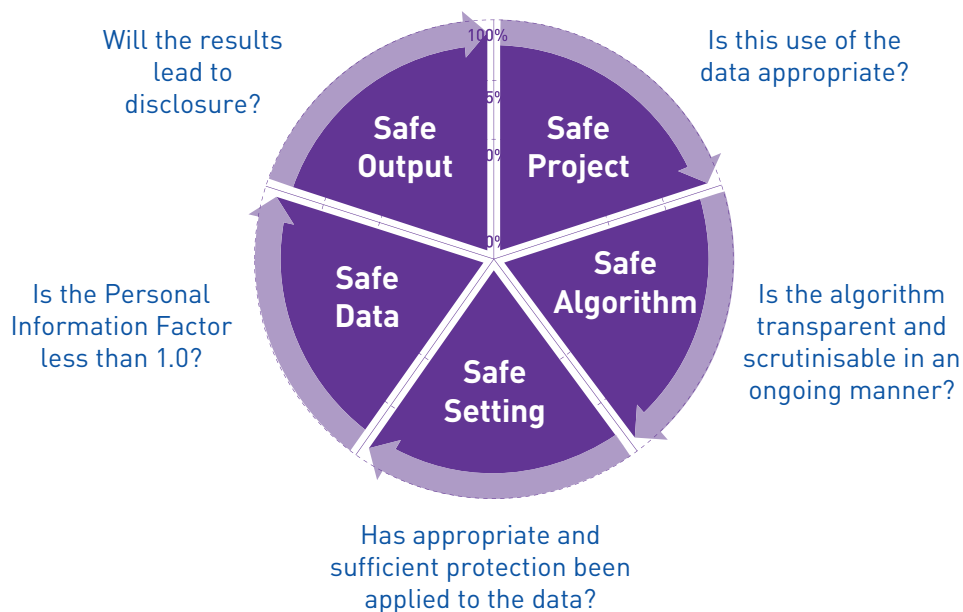 Will the results
lead to
disclosure?
Is this use of the
data appropriate?
100%
5%
0%
0%
Safe
Output
Safe
Project
Safe
Data
Safe
Algorithm
Safe
Setting
Is the Personal
Information Factor
less than 1.0?
Is the algorithm
transparent and
scrutinisable in an
ongoing manner?
Has appropriate and
sufficient protection been
applied to the data?